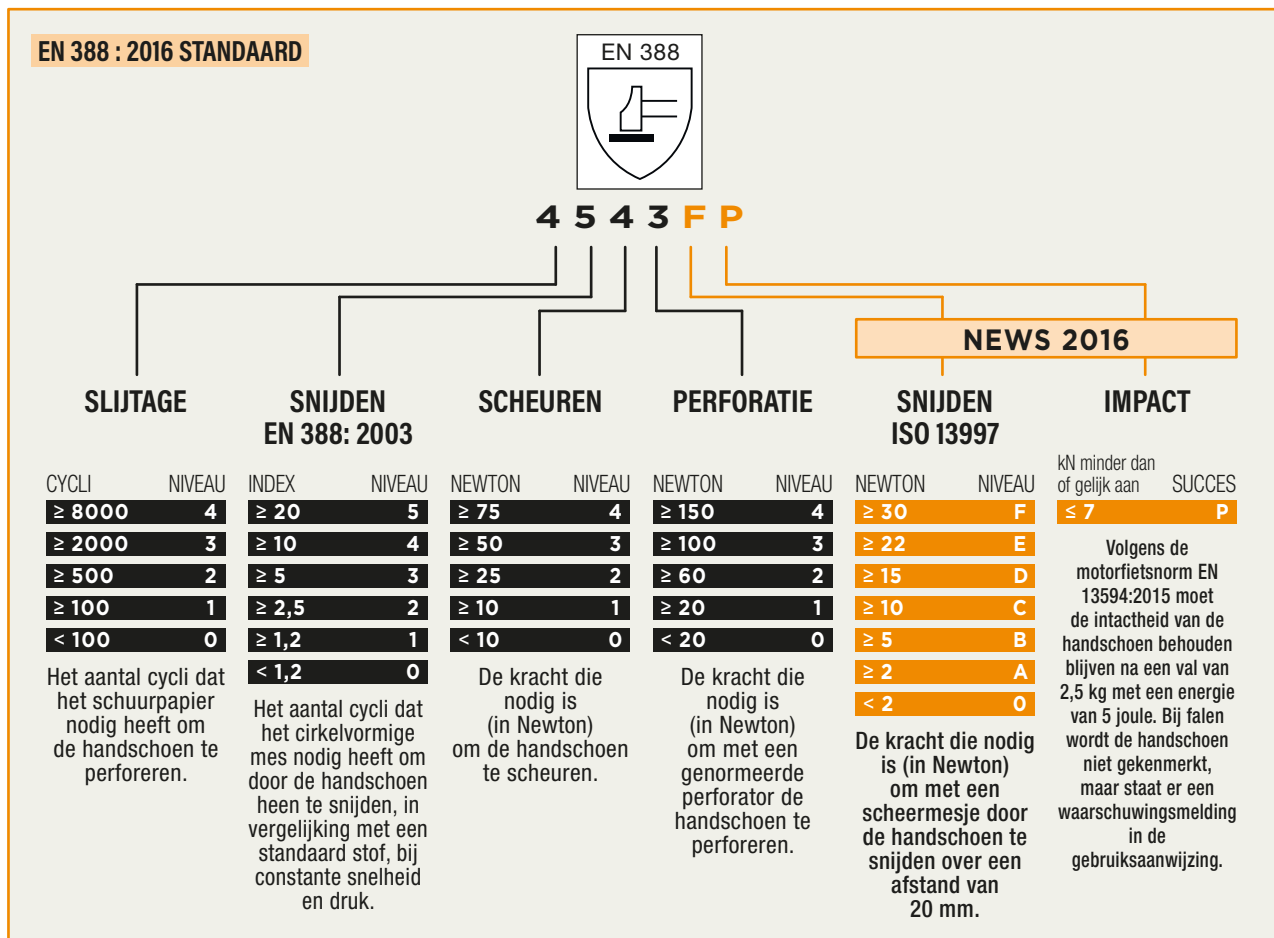 EN 388 : 2016 STANDAARD
EN 388
4 5 4 3 F P
NEWS 2016
SLIJTAGE
CYCLI NIVEAU
≥ 8000 4
≥ 2000 3
≥ 500 2
≥ 100 1
< 100 0
Het aantal cycli dat
het schuurpapier
nodig heeft om
de handschoen te
perforeren.
SNIJDEN
EN 388: 2003
INDEX NIVEAU
≥ 20 5
≥ 10 4
≥ 5 3
≥ 2,5 2
≥ 1,2 1
< 1,2 0
Het aantal cycli dat
het cirkelvormige
mes nodig heeft om
door de handschoen
heen te snijden, in
vergelijking met een
standaard stof, bij
constante snelheid
en druk.
SCHEUREN
NEWTON NIVEAU
≥ 75 4
≥ 50 3
≥ 25 2
≥ 10 1
< 10 0
De kracht die
nodig is
(in Newton)
om de handschoen
te scheuren.
PERFORATIE
NEWTON NIVEAU
≥ 150 4
≥ 100 3
≥ 60 2
≥ 20 1
< 20 0
De kracht die
nodig is
(in Newton)
om met een
genormeerde
perforator de
handschoen te
perforeren.
SNIJDEN
ISO 13997
NEWTON NIVEAU
≥ 30 F
≥ 22 E
≥ 15 D
≥ 10 C
≥ 5 B
≥ 2 A
< 2 0
De kracht die nodig
is (in Newton)
om met een
scheermesje door
de handschoen te
snijden over een
afstand van
20 mm.
IMPACT
kN minder dan
of gelijk aan SUCCES
≤ 7 P
Volgens de
motorfietsnorm EN
13594:2015 moet
de intactheid van de
handschoen behouden
blijven na een val van
2,5 kg met een energie
van 5 joule. Bij falen
wordt de handschoen
niet gekenmerkt,
maar staat er een
waarschuwingsmelding
in de
gebruiksaanwijzing.